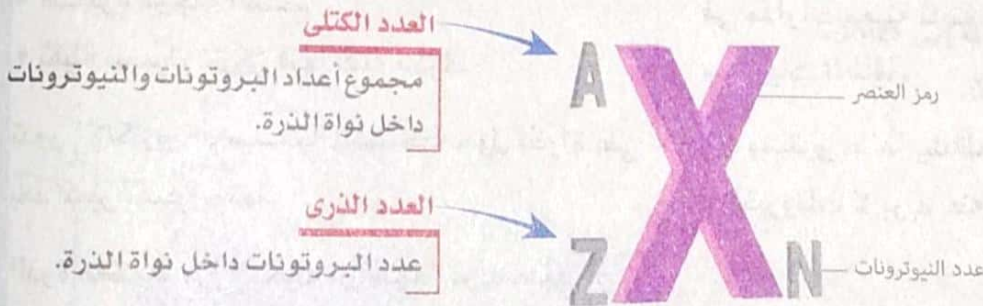 العدد الكتلى
مجموع أعداد البروتونات والنيوترونات
داخل نواة الذرة.
A
X
رمز العنصر
العدد الذرى
عدد البروتونات داخل نواة الذرة.
Z
N
عدد النيوترونات